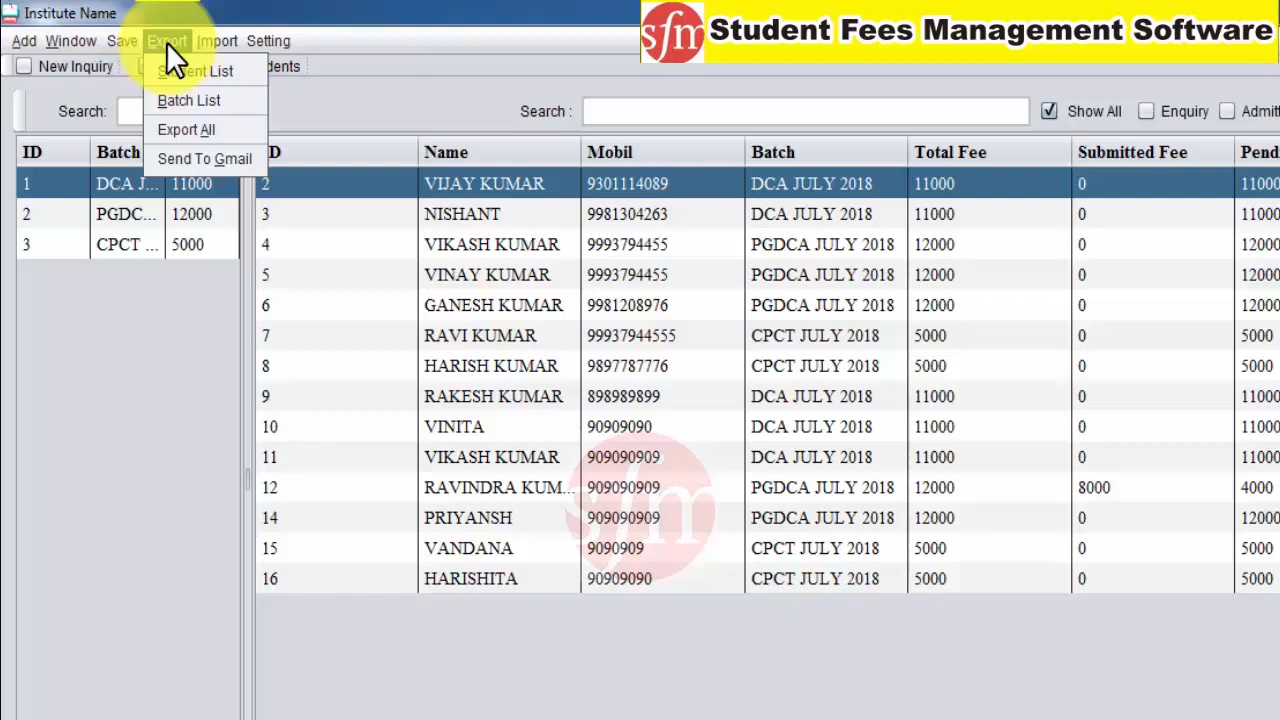 Institute Name
sfm Student Fees Management Software
Add Window Save Export Import Setting
New Inquiry
Student List
Batch List
Export All
Send To Gmail
Search:
Search :
Show All Enquiry
ID Batch
1 DCA J... 11000
2 PGDC... 12000
3 CPCT ... 5000
Name Mobil Batch Total Fee Submitted Fee
2 VIJAY KUMAR 9301114089 DCA JULY 2018 11000 0 11000
3 NISHANT 9981304263 DCA JULY 2018 11000 0 11000
4 VIKASH KUMAR 9993794455 PGDCA JULY 2018 12000 0 12000
5 VINAY KUMAR 9993794455 PGDCA JULY 2018 12000 0 12000
6 GANESH KUMAR 9981208976 PGDCA JULY 2018 12000 0 12000
7 RAVI KUMAR 99937944555 CPCT JULY 2018 5000 0 5000
8 HARISH KUMAR 9897787776 CPCT JULY 2018 5000 0 5000
9 RAKESH KUMAR 898989899 DCA JULY 2018 11000 0 11000
10 VINITA 90909090 DCA JULY 2018 11000 0 11000
11 VIKASH KUMAR 909090909 DCA JULY 2018 11000 0 11000
12 RAVINDRA KUM... 909090909 PGDCA JULY 2018 12000 8000 4000
14 PRIYANSH 909090909 PGDCA JULY 2018 12000 0 12000
15 VANDANA 9090909 CPCT JULY 2018 5000 0 5000
16 HARISHITA 90909090 CPCT JULY 2018 5000 0 5000
sfm